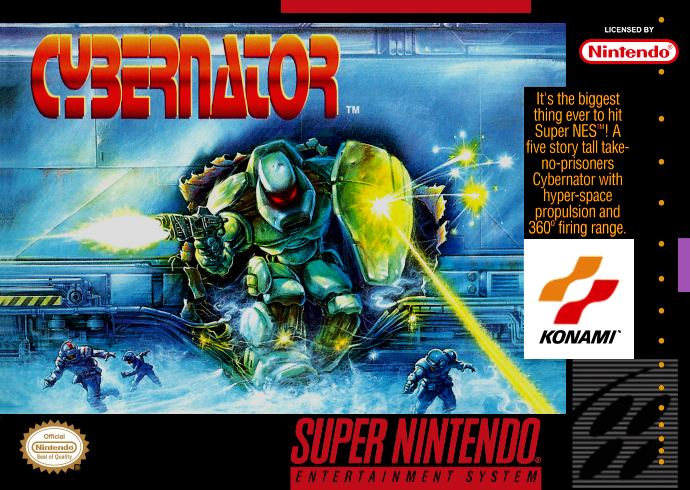 CYBERNATOR
TM
LICENSED BY
Nintendo®
It's the biggest
thing ever to hit
Super NES™! A
five story tall take-
no-prisoners
Cybernator with
hyper-space
propulsion and
360° firing range.
KONAMI™
Official
Nintendo
Seal of Quality
SUPER NINTENDO®
ENTERTAINMENT SYSTEM